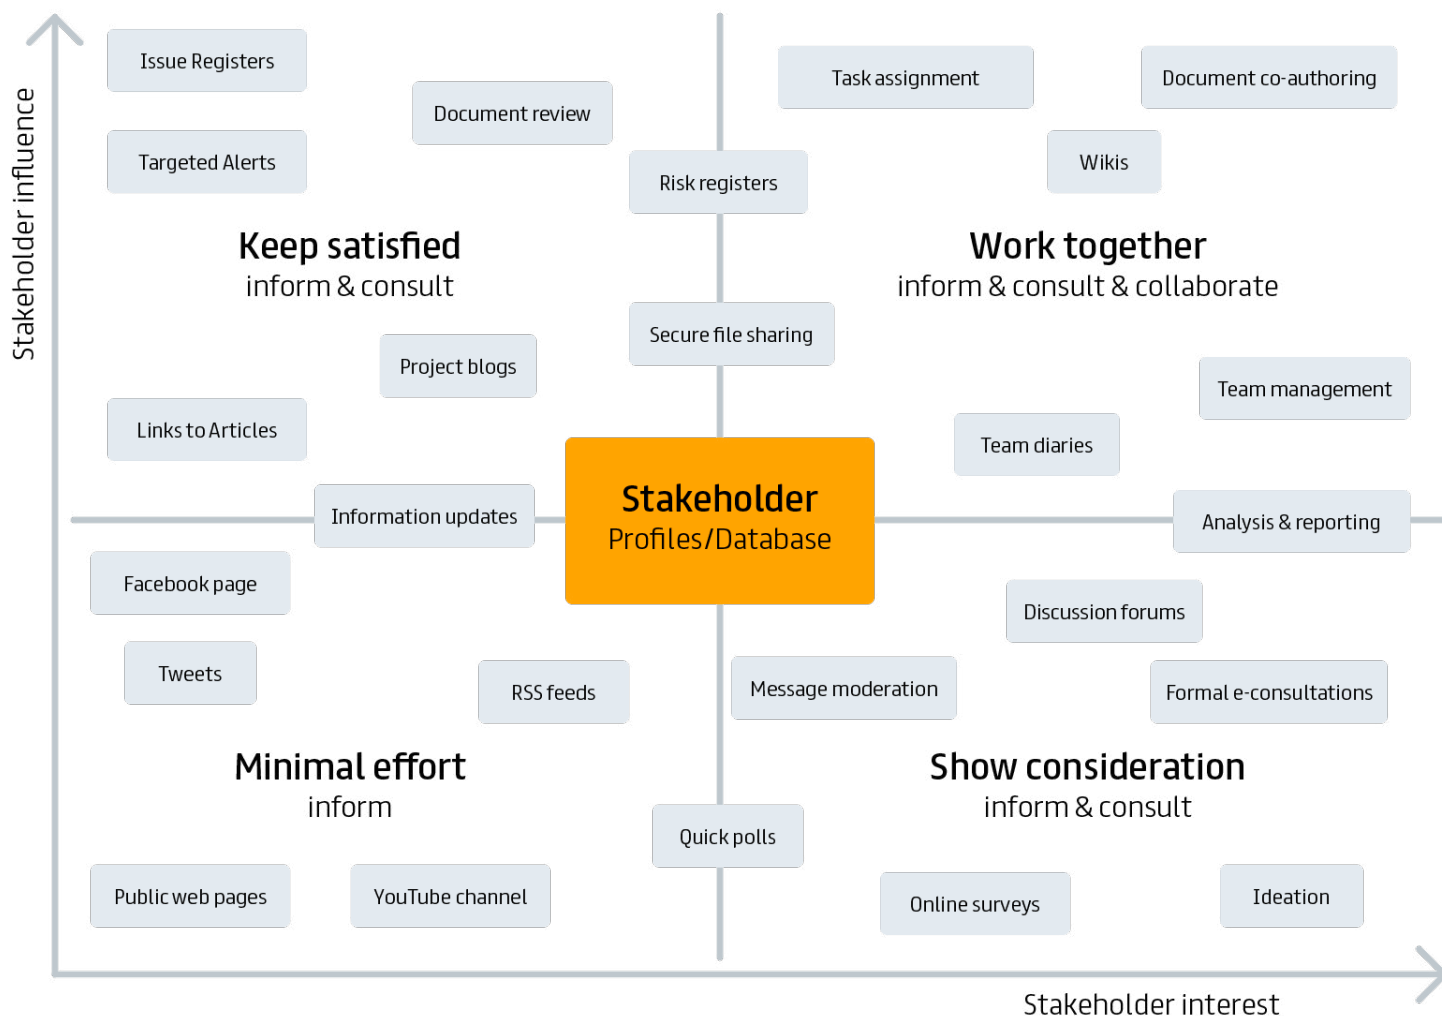 Stakeholder influence
Issue Registers
Document review
Targeted Alerts
Task assignment
Document co-authoring
Wikis
Risk registers
Keep satisfied
inform & consult
Work together
inform & consult & collaborate
Secure file sharing
Project blogs
Links to Articles
Team management
Team diaries
Information updates
Stakeholder
Profiles/Database
Analysis & reporting
Facebook page
Tweets
RSS feeds
Discussion forums
Message moderation
Formal e-consultations
Minimal effort
inform
Show consideration
inform & consult
Quick polls
Public web pages
YouTube channel
Online surveys
Ideation
Stakeholder interest